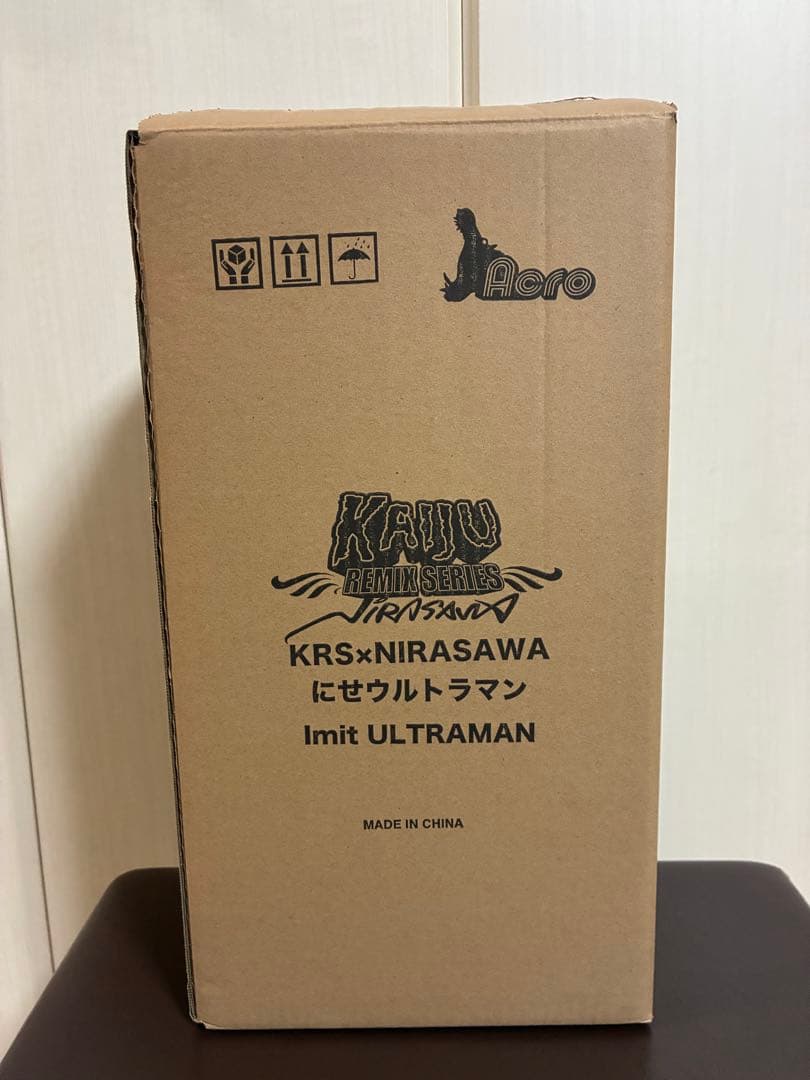 Acro
KAIJU
REMIX SERIES
NIRASAWA
KRS×NIRASAWA
にせウルトラマン
Imit ULTRAMAN
MADE IN CHINA